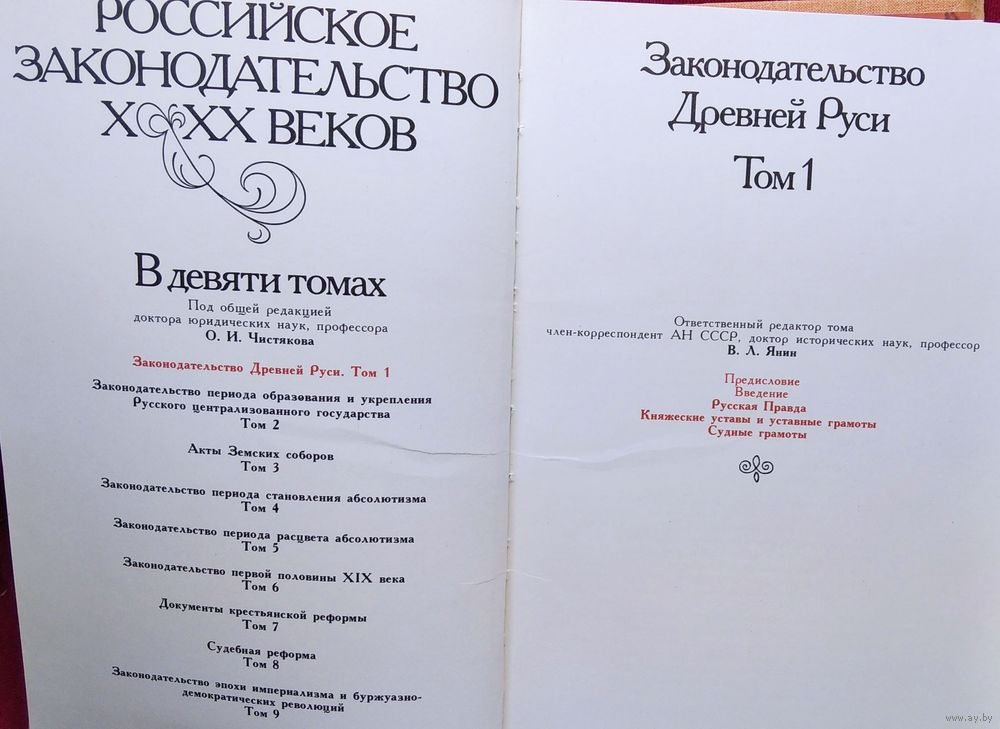 РОССИЙСКОЕ
ЗАКОНОДАТЕЛЬСТВО
X–XX ВЕКОВ
В девяти томах
Под общей редакцией
доктора юридических наук, профессора
О. И. Чистякова
Законодательство Древней Руси. Том 1
Законодательство периода образования и укрепления
Русского централизованного государства
Том 2
Акты Земских соборов
Том 3
Законодательство периода становления абсолютизма
Том 4
Законодательство периода расцвета абсолютизма
Том 5
Законодательство первой половины XIX века
Том 6
Документы крестьянской реформы
Том 7
Судебная реформа
Том 8
Законодательство эпохи империализма и буржуазно-
демократических революций
Том 9
Законодательство
Древней Руси
Том 1
Ответственный редактор тома
член-корреспондент АН СССР, доктор исторических наук, профессор
В. Л. Янин
Предисловие
Введение
Русская Правда
Княжеские уставы и уставные грамоты
Судные грамоты
www.ay.by